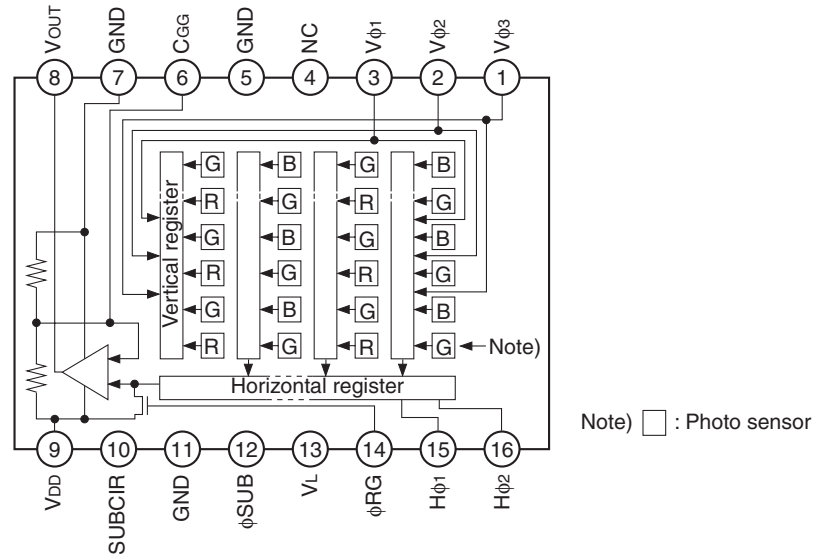 VOUT GND CGG GND NC Vϕ1 Vϕ2 Vϕ3
8 7 6 5 4 3 2 1
G B G B
R G R G
G B G B
R G R G
G B G B
R G R G Note)
Vertical register
Horizontal register
Note) : Photo sensor
9 10 11 12 13 14 15 16
VDD SUBCIR GND ϕSUB VL ϕRG Hϕ1 Hϕ2